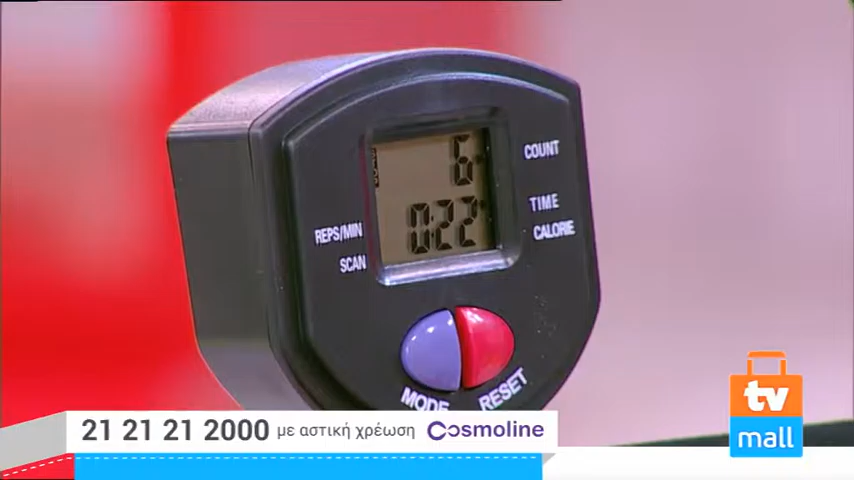 6
COUNT
0:22
TIME
REPS/MIN
CALORIE
SCAN
MODE
RESET
21 21 21 2000 με αστική χρέωση Cosmoline
tv
mall